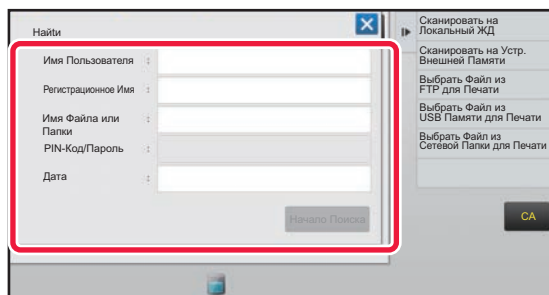 Найти
Имя Пользователя :
Регистрационное Имя :
Имя Файла или
Папки :
PIN-Код/Пароль :
Дата :
Начало Поиска
Сканировать на
Локальный ЖД
Сканировать на Устр.
Внешней Памяти
Выбрать Файл из
FTP для Печати
Выбрать Файл из
USB Памяти для Печати
Выбрать Файл из
Сетевой Папки для Печати
CA